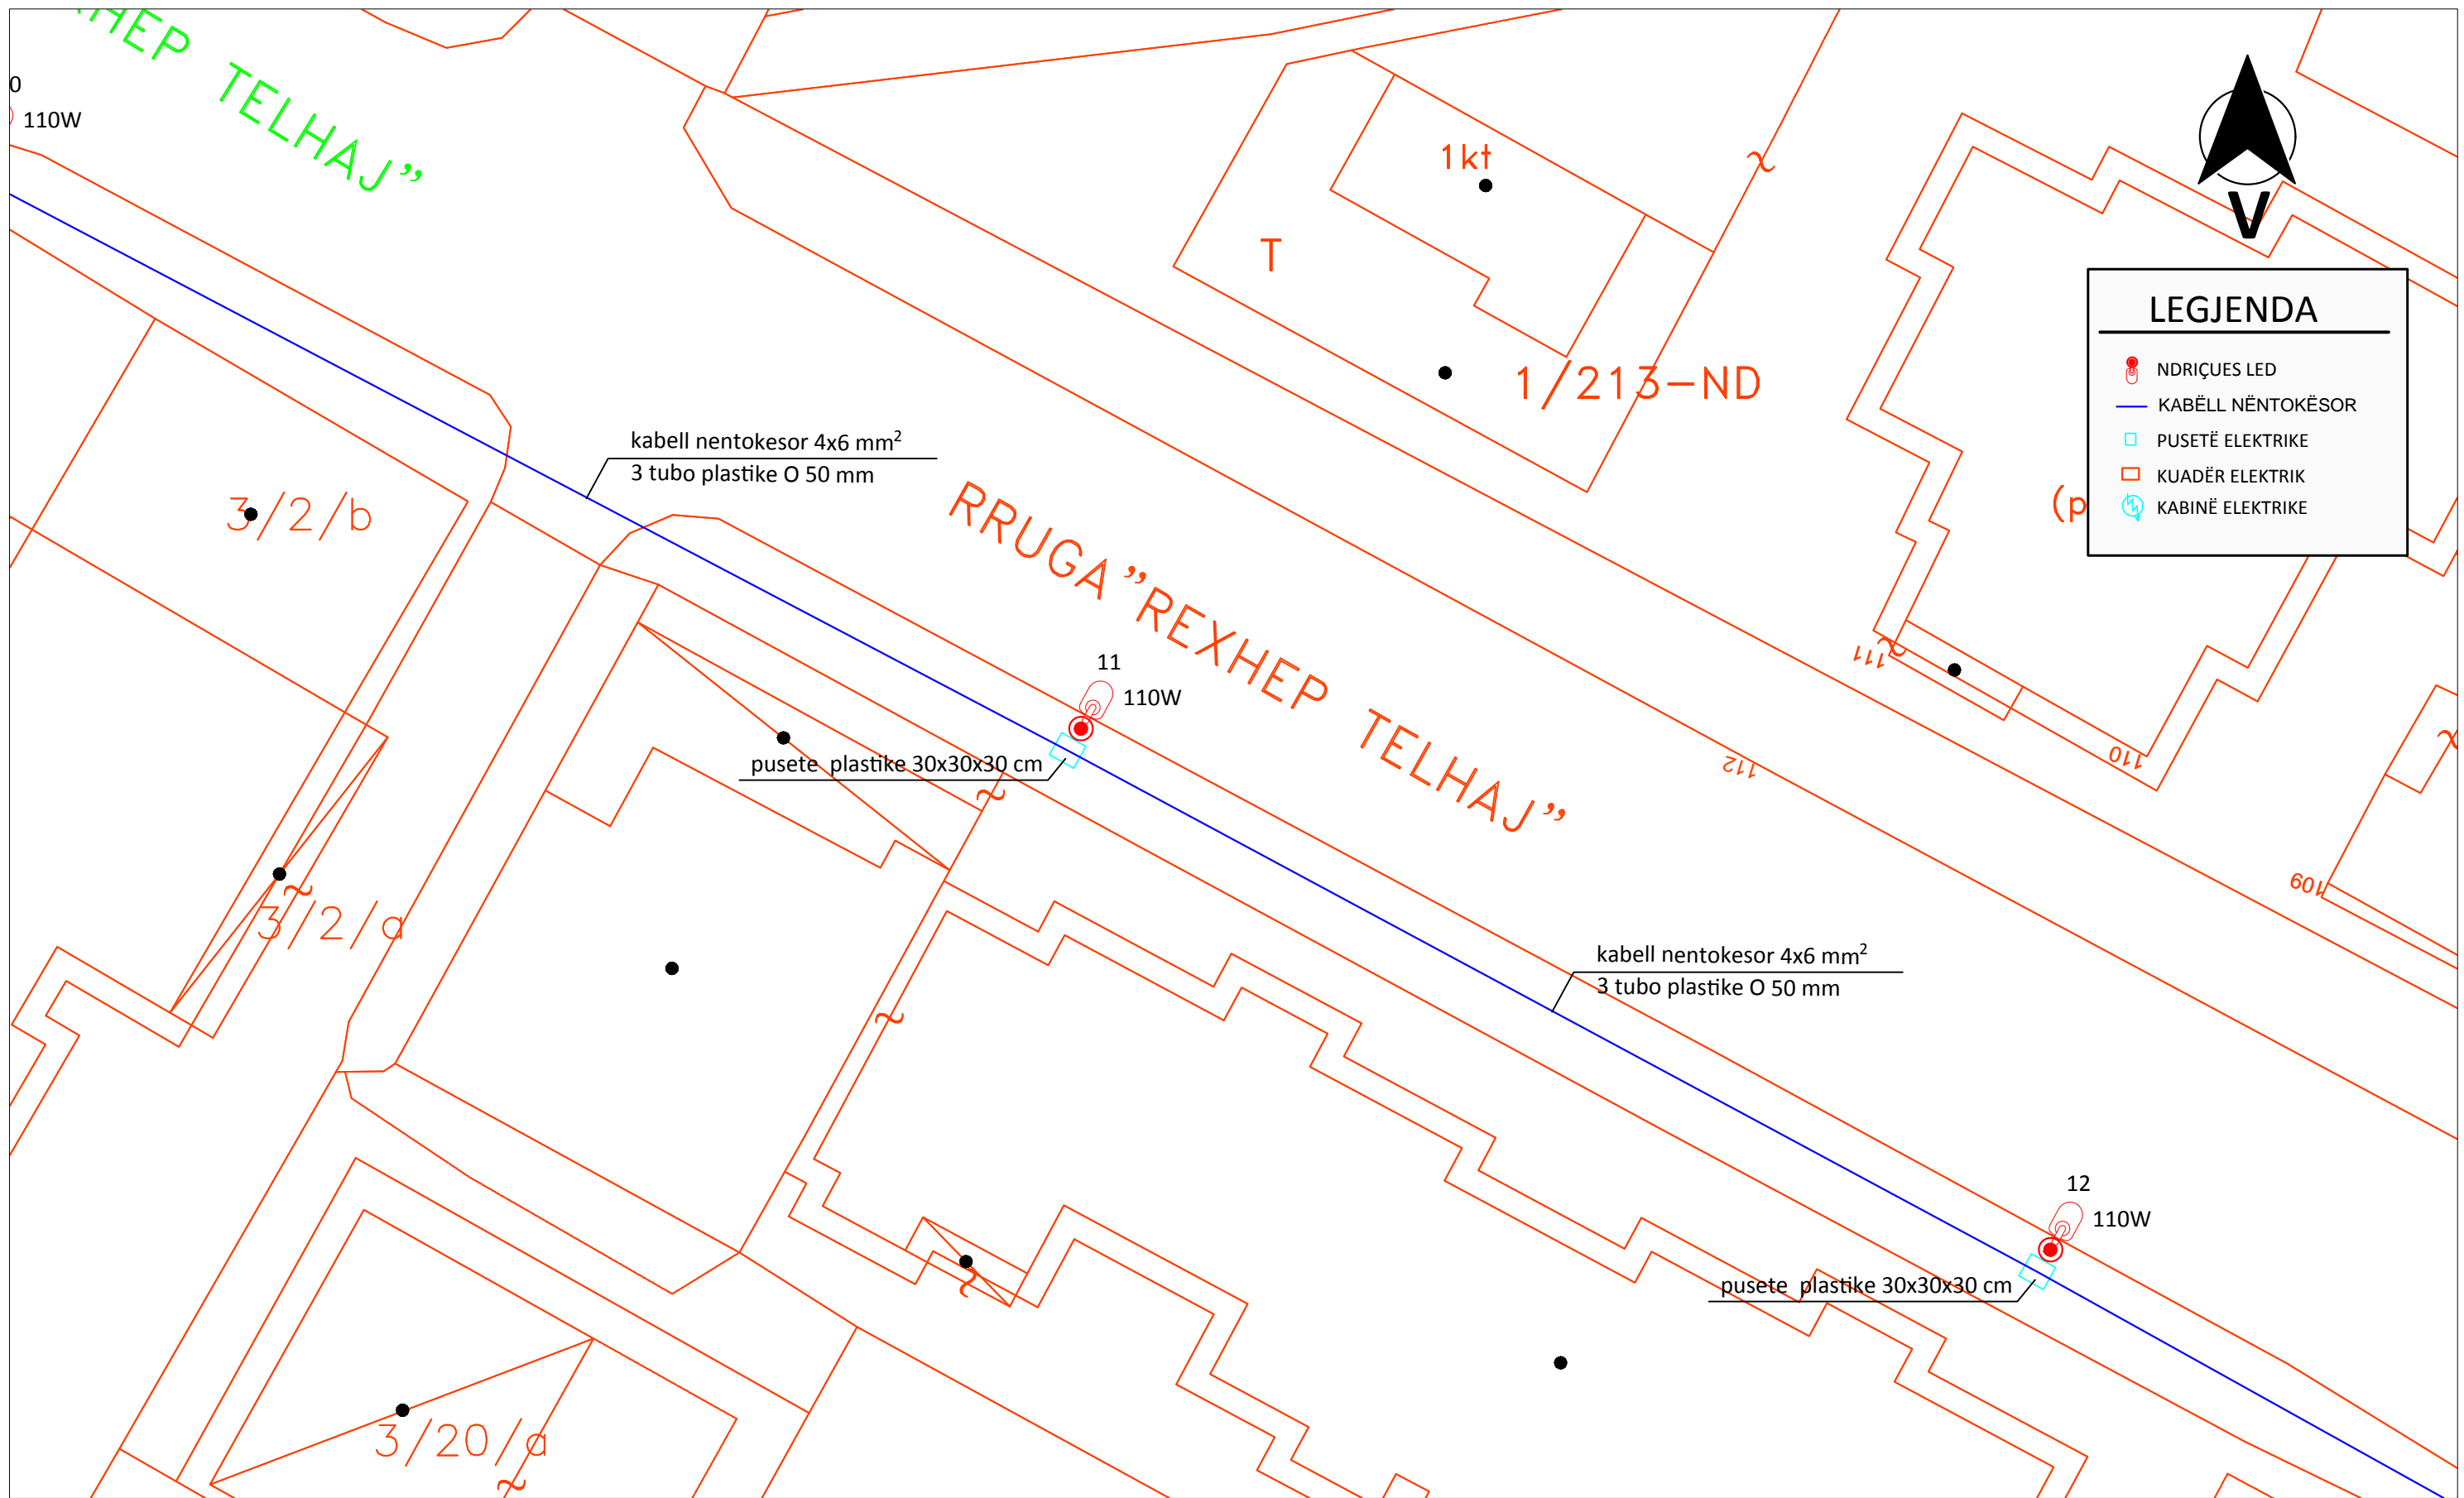 TELHAJ”
0
110W
1kt
T
1/213-ND
V
LEGJENDA
NDRIÇUES LED
KABËLL NËNTOKËSOR
PUSETË ELEKTRIKE
KUADËR ELEKTRIK
KABINË ELEKTRIKE
(p
kabell nentokesor 4x6 mm²
3 tubo plastike O 50 mm
3/2/b
RRUGA ”REXHEP TELHAJ”
11
110W
pusete plastike 30x30x30 cm
111
112
110
109
3/2/a
kabell nentokesor 4x6 mm²
3 tubo plastike O 50 mm
12
110W
pusete plastike 30x30x30 cm
3/20/a